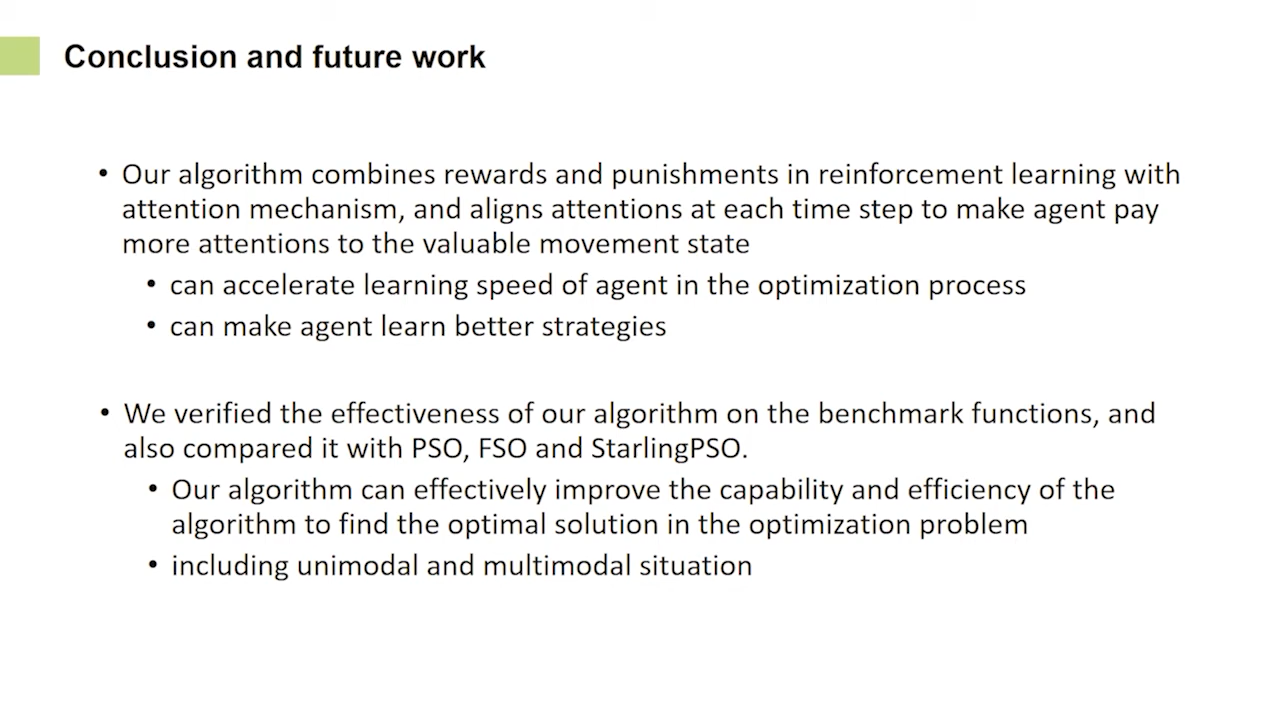 Conclusion and future work
• Our algorithm combines rewards and punishments in reinforcement learning with
attention mechanism, and aligns attentions at each time step to make agent pay
more attentions to the valuable movement state
• can accelerate learning speed of agent in the optimization process
• can make agent learn better strategies
• We verified the effectiveness of our algorithm on the benchmark functions, and
also compared it with PSO, FSO and StarlingPSO.
• Our algorithm can effectively improve the capability and efficiency of the
algorithm to find the optimal solution in the optimization problem
• including unimodal and multimodal situation